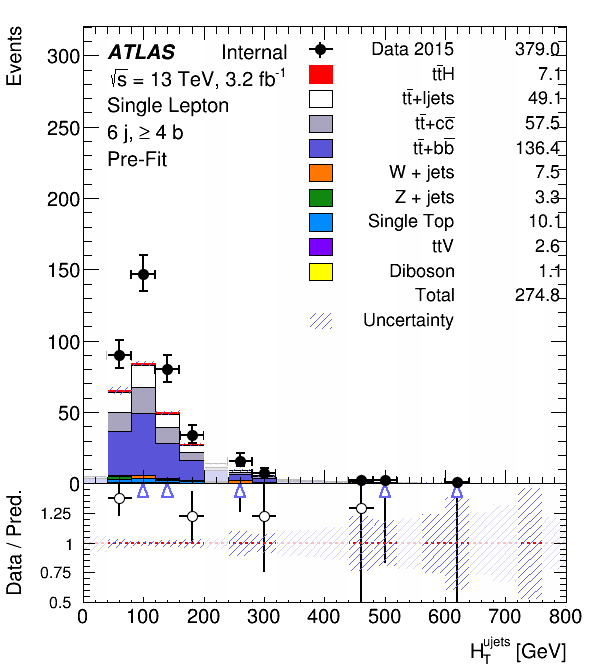 Events
300
250
200
150
100
50
0
ATLAS Internal
√s = 13 TeV, 3.2 fb⁻¹
Single Lepton
6 j, ≥ 4 b
Pre-Fit
Data 2015 379.0
tt̄H 7.1
tt̄+ljets 49.1
tt̄+cc̄ 57.5
tt̄+bb̄ 136.4
W + jets 7.5
Z + jets 3.3
Single Top 10.1
ttV 2.6
Diboson 1.1
Total 274.8
Uncertainty
Data / Pred.
1.25
1
0.75
0.5
0 100 200 300 400 500 600 700 800
H_T^ujets [GeV]